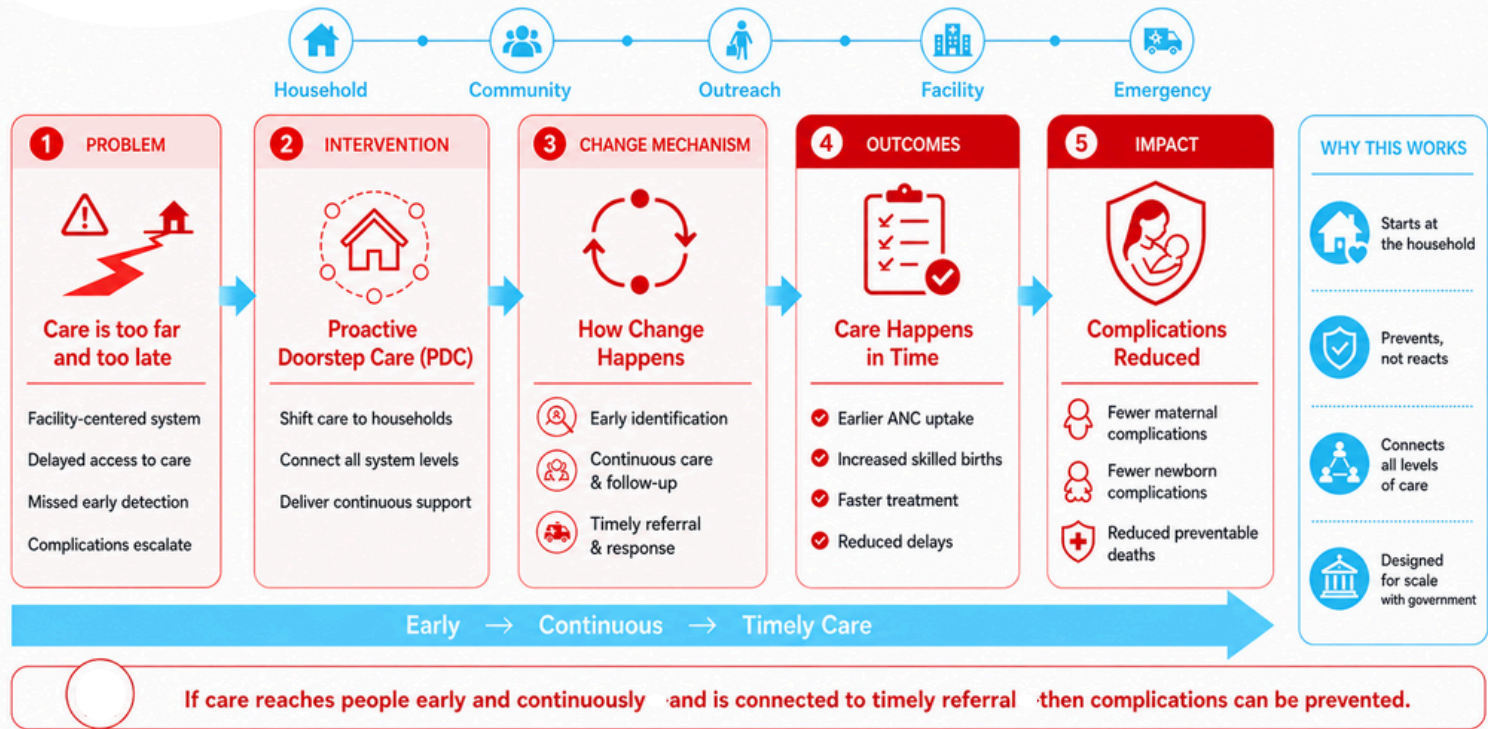 Household
Community
Outreach
Facility
Emergency
1 PROBLEM
Care is too far
and too late
Facility-centered system
Delayed access to care
Missed early detection
Complications escalate
2 INTERVENTION
Proactive
Doorstep Care (PDC)
Shift care to households
Connect all system levels
Deliver continuous support
3 CHANGE MECHANISM
How Change
Happens
Early identification
Continuous care
& follow-up
Timely referral
& response
4 OUTCOMES
Care Happens
in Time
Earlier ANC uptake
Increased skilled births
Faster treatment
Reduced delays
5 IMPACT
Complications
Reduced
Fewer maternal
complications
Fewer newborn
complications
Reduced preventable
deaths
WHY THIS WORKS
Starts at
the household
Prevents,
not reacts
Connects
all levels
of care
Designed
for scale
with government
Early → Continuous → Timely Care
If care reaches people early and continuously and is connected to timely referral then complications can be prevented.